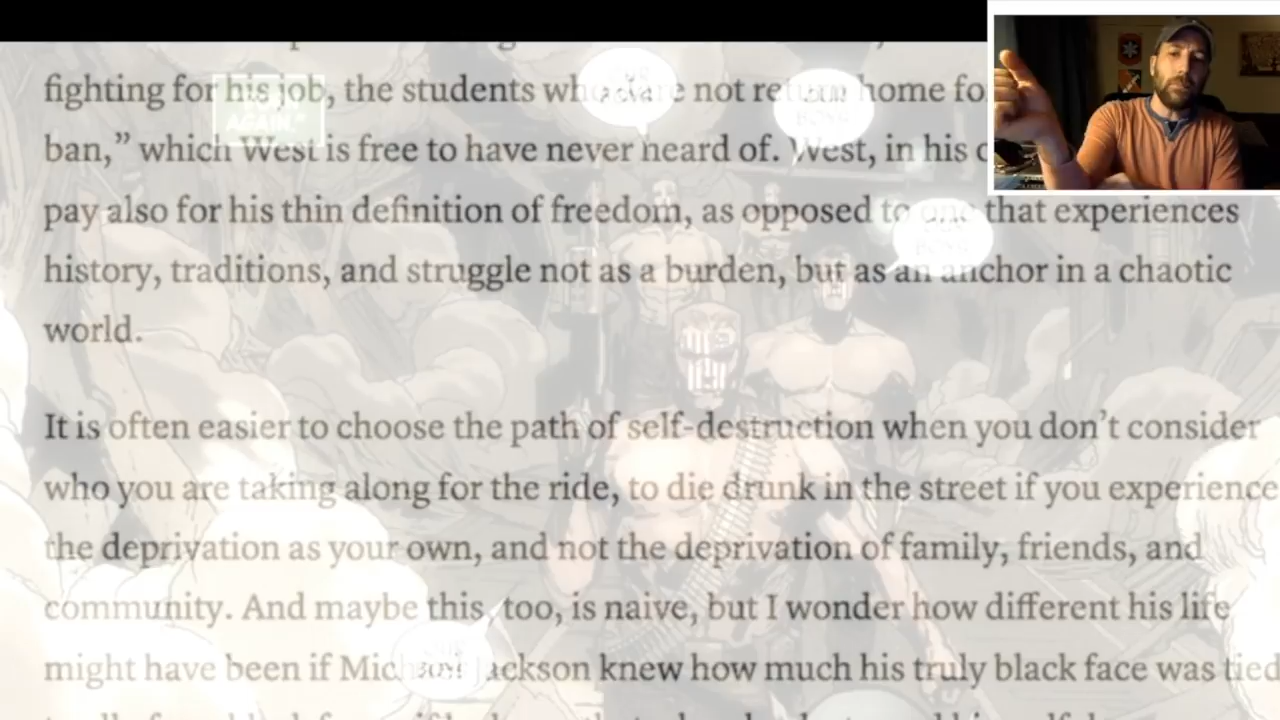 fighting for his job, the students who dare not return home fo
ban,” which West is free to have never heard of. West, in his c
pay also for his thin definition of freedom, as opposed to one that experiences
history, traditions, and struggle not as a burden, but as an anchor in a chaotic
world.
It is often easier to choose the path of self-destruction when you don’t consider
who you are taking along for the ride, to die drunk in the street if you experience
the deprivation as your own, and not the deprivation of family, friends, and
community. And maybe this, too, is naive, but I wonder how different his life
might have been if Michael Jackson knew how much his truly black face was tied
AGAIN."